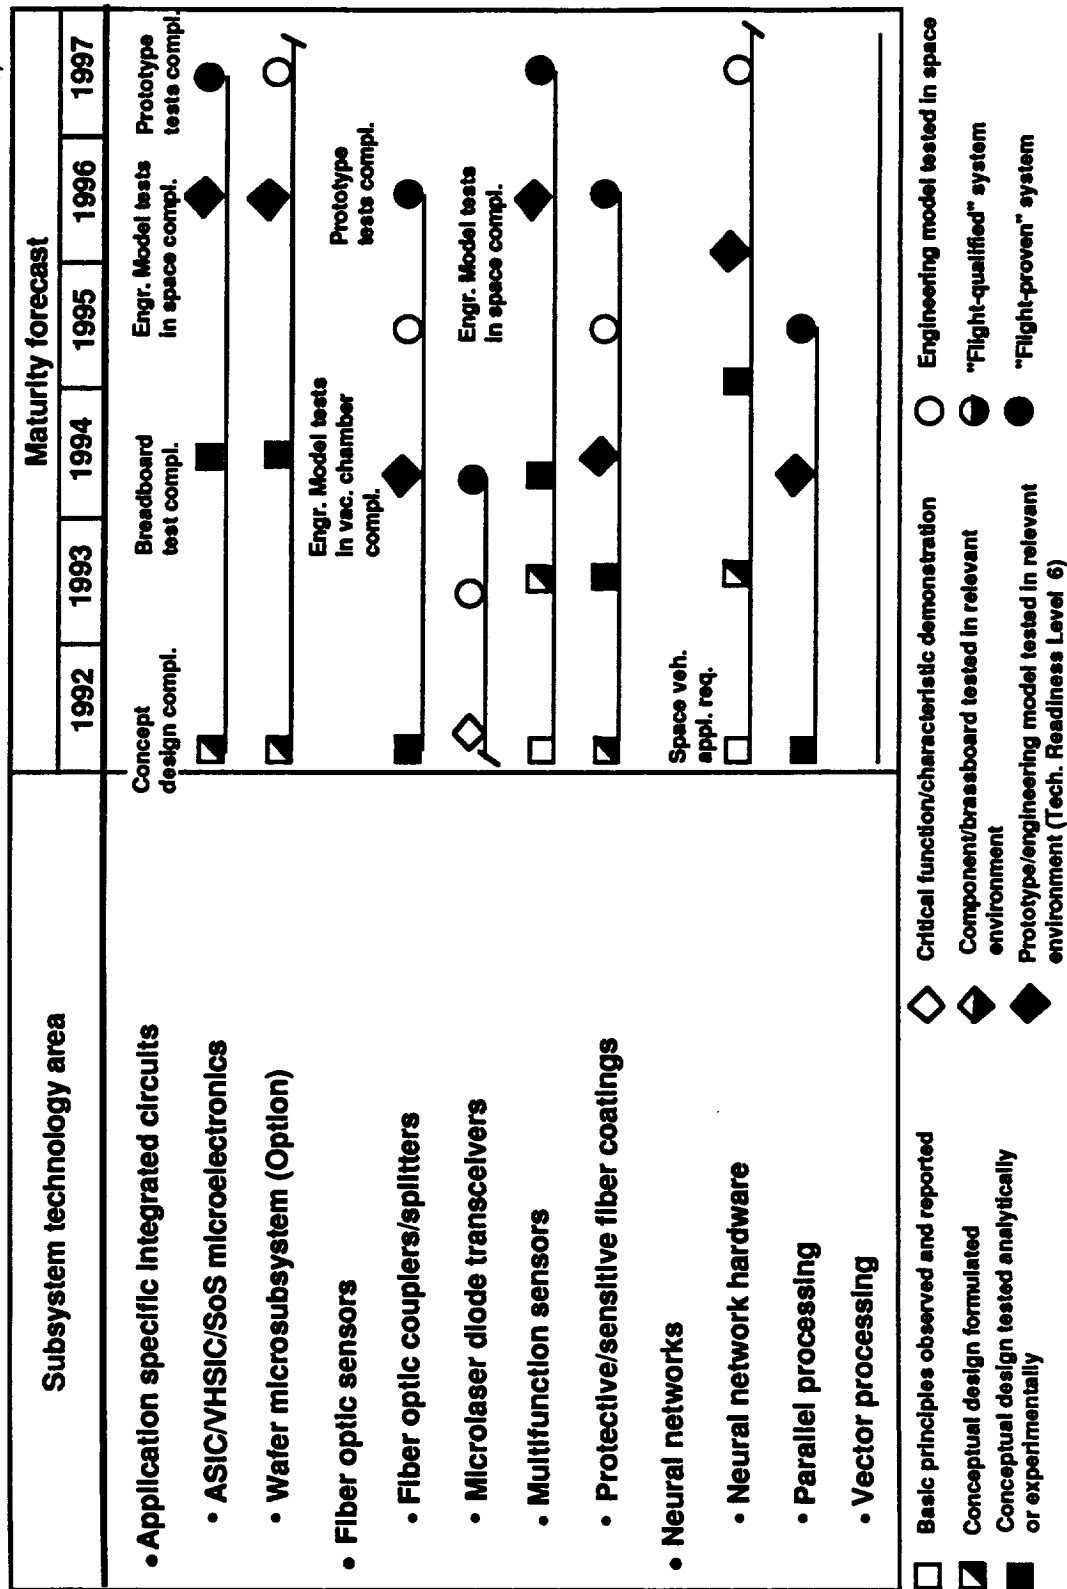 Subsystem technology area
Maturity forecast
1992
1993
1994
1995
1996
1997
• Application specific integrated circuits
Concept
design compl.
Breadboard
test compl.
Engr. Model tests
in space compl.
Prototype
tests compl.
• ASIC/VHSIC/SoS microelectronics
• Wafer microsubsystem (Option)
• Fiber optic sensors
Engr. Model tests
in vac. chamber
compl.
Prototype
tests compl.
• Fiber optic couplers/splitters
• Microlaser diode transceivers
Engr. Model tests
in space compl.
• Multifunction sensors
• Protective/sensitive fiber coatings
• Neural networks
Space veh.
appl. req.
• Neural network hardware
• Parallel processing
• Vector processing
Basic principles observed and reported
Conceptual design formulated
Conceptual design tested analytically
or experimentally
Critical function/characteristic demonstration
Component/brassboard tested in relevant
environment
Prototype/engineering model tested in relevant
environment (Tech. Readiness Level 6)
Engineering model tested in space
"Flight-qualified" system
"Flight-proven" system